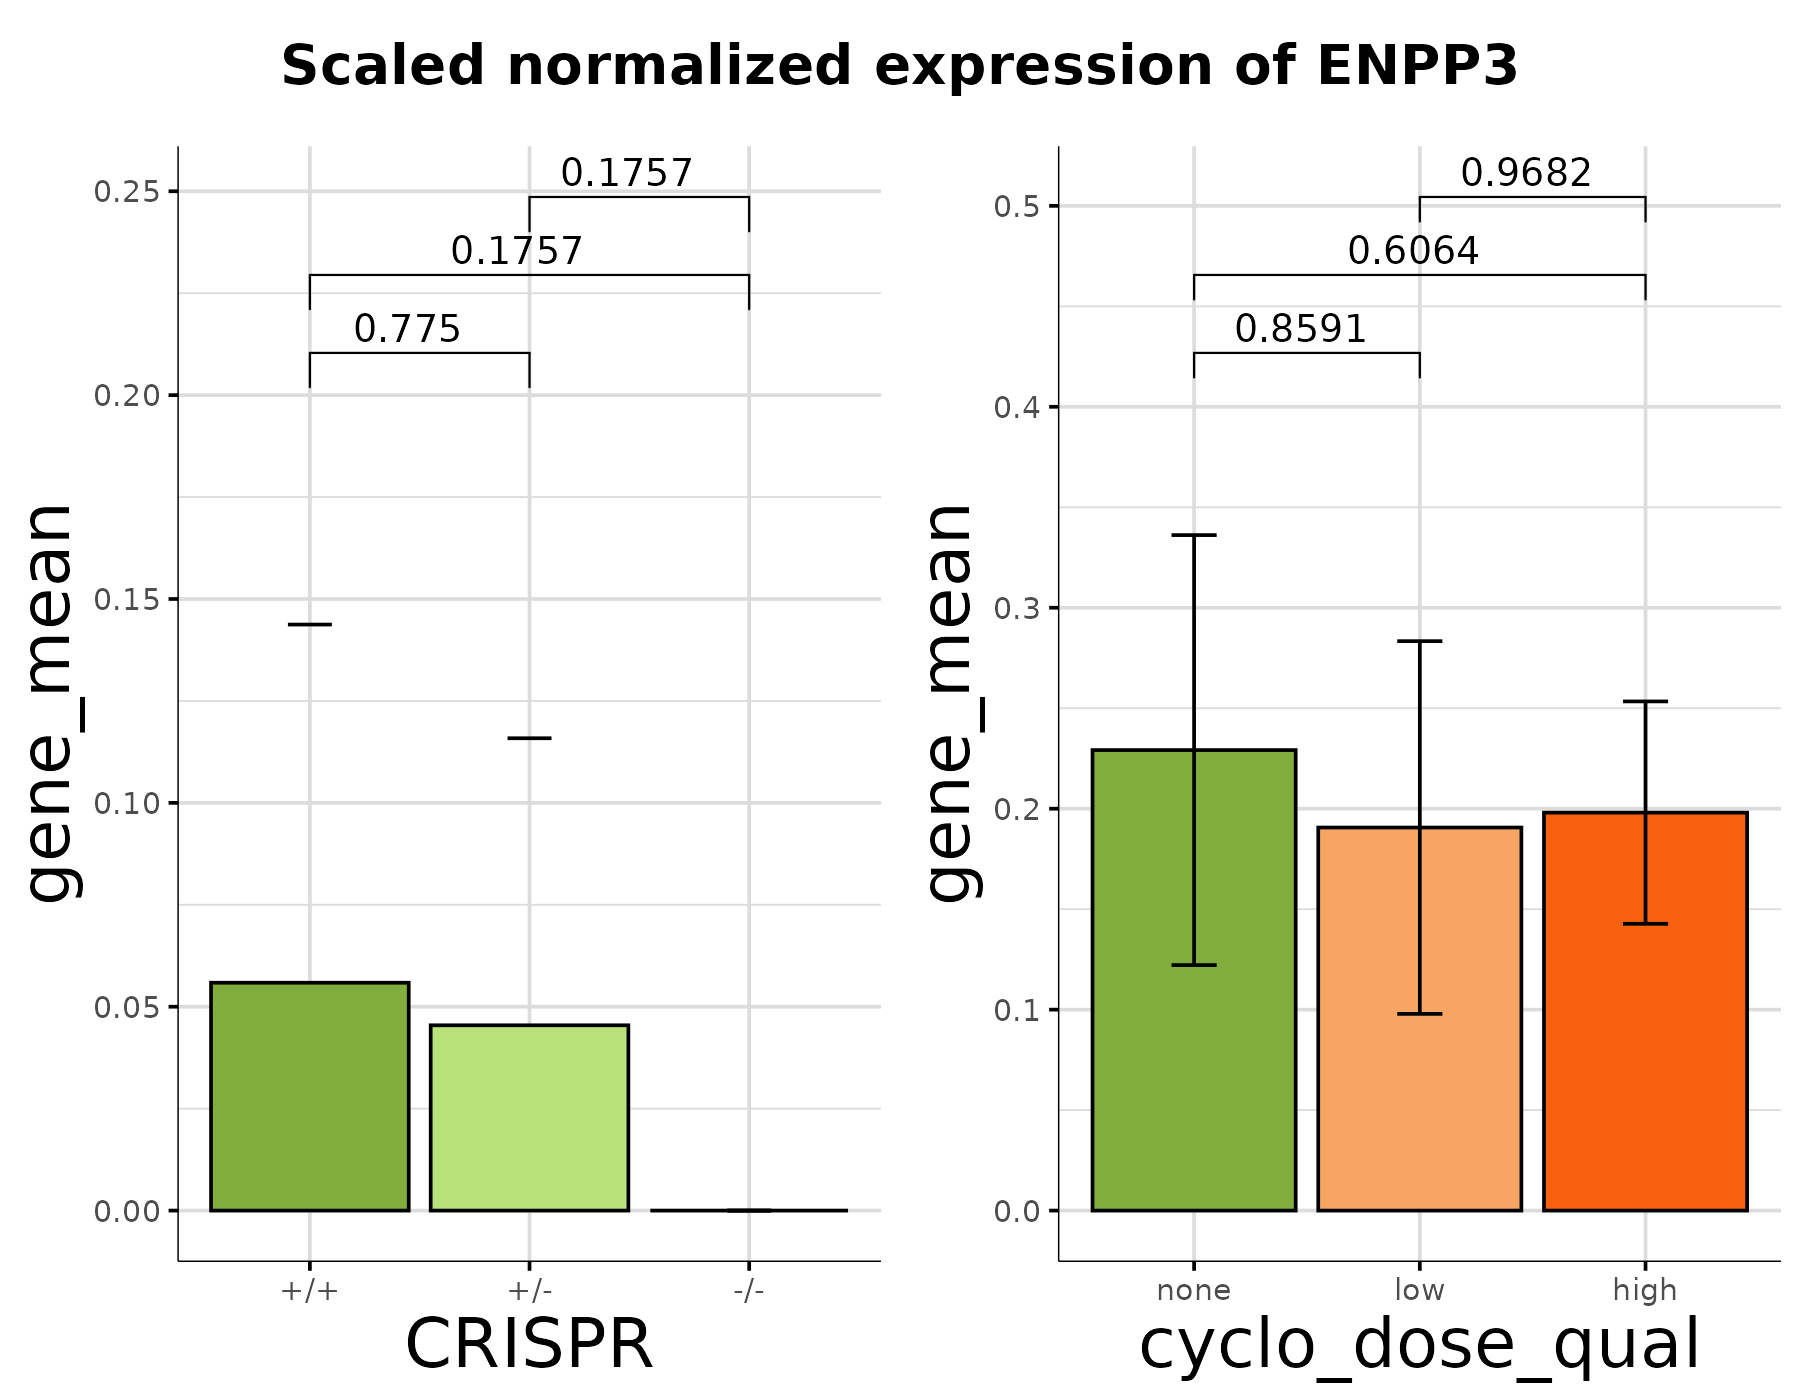 Scaled normalized expression of ENPP3
gene_mean
0.25
0.20
0.15
0.10
0.05
0.00
0.1757
0.1757
0.775
+/+
+/-
-/-
CRISPR
gene_mean
0.5
0.4
0.3
0.2
0.1
0.0
0.9682
0.6064
0.8591
none
low
high
cyclo_dose_qual